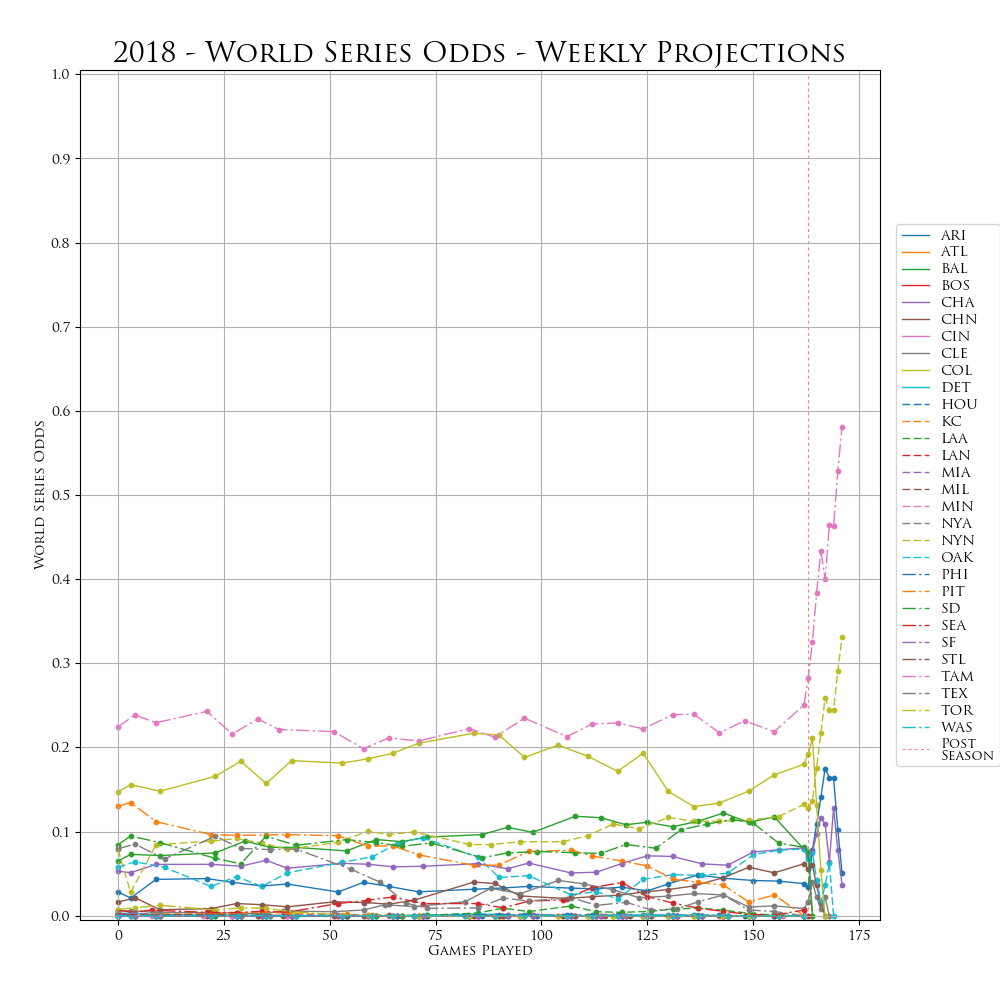 2018 - World Series Odds - Weekly Projections
1.0
0.9
0.8
0.7
0.6
0.5
0.4
0.3
0.2
0.1
0.0
World Series Odds
0 25 50 75 100 125 150 175
Games Played
ARI
ATL
BAL
BOS
CHA
CHN
CIN
CLE
COL
DET
HOU
KC
LAA
LAN
MIA
MIL
MIN
NYA
NYN
OAK
PHI
PIT
SD
SEA
SF
STL
TAM
TEX
TOR
WAS
Post
Season